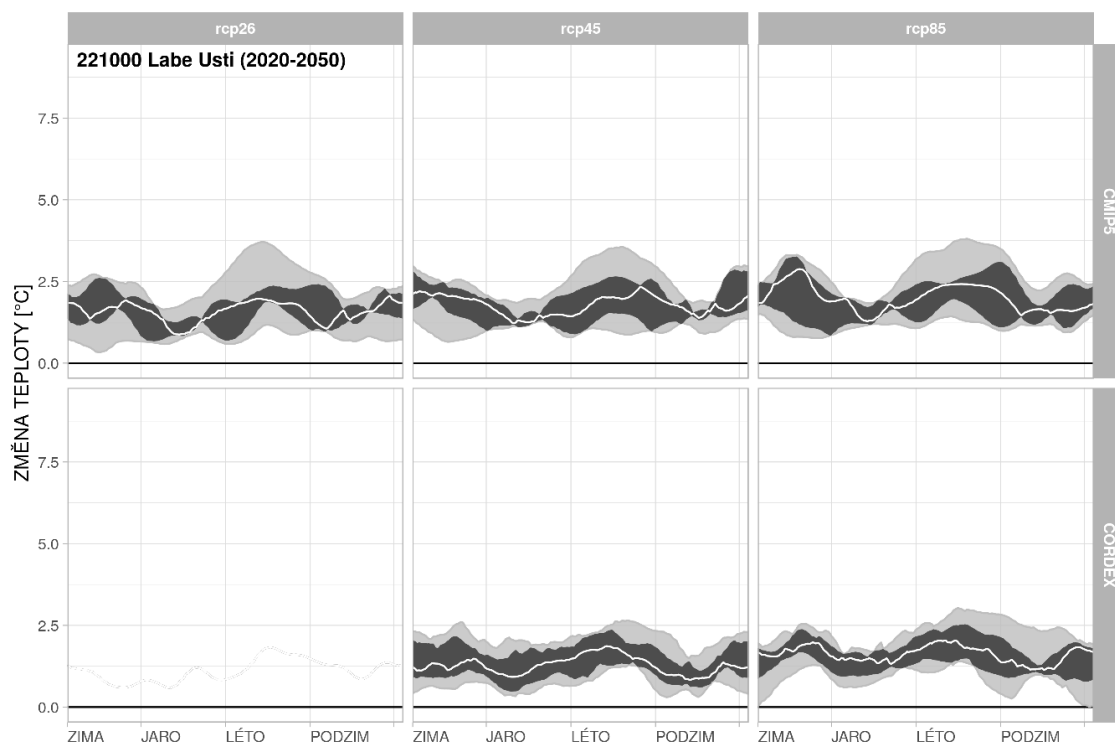 rcp26 rcp45 rcp85
221000 Labe Usti (2020-2050)
ZMĚNA TEPLOTY [°C]
7.5
5.0
2.5
0.0
CMIP5
7.5
5.0
2.5
0.0
CORDEX
ZIMA JARO LÉTO PODZIM ZIMA JARO LÉTO PODZIM ZIMA JARO LÉTO PODZIM